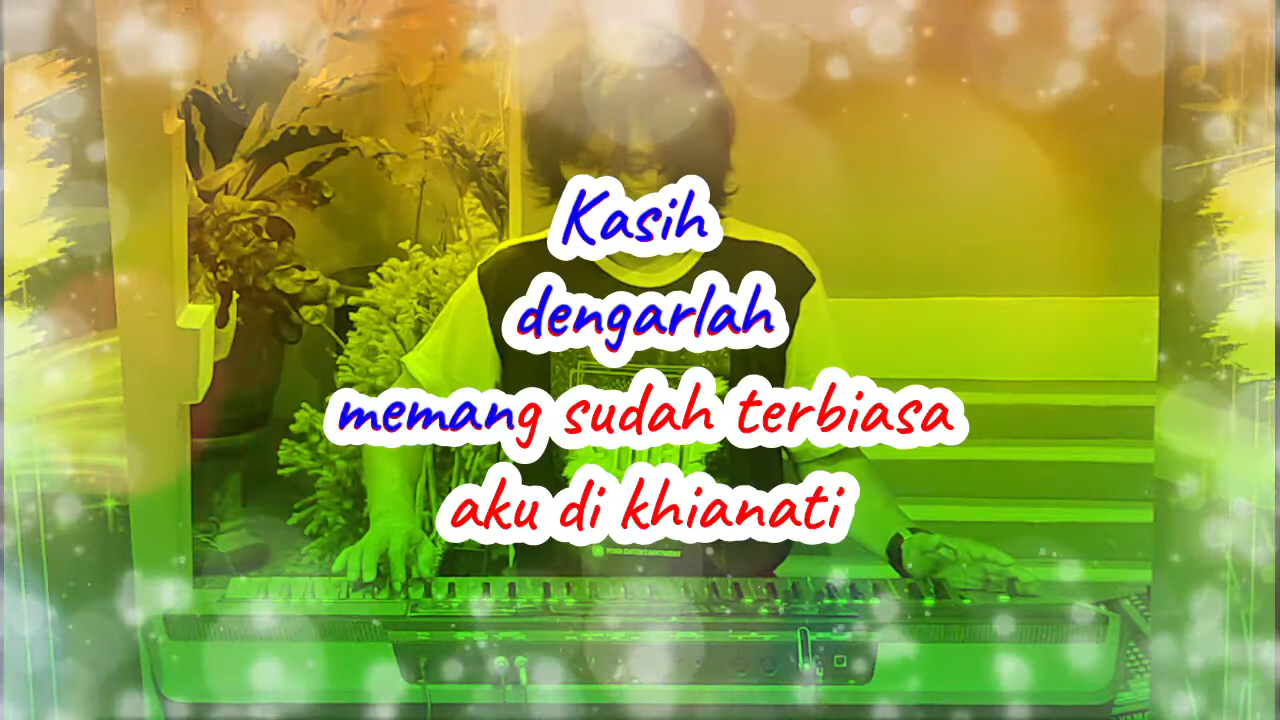 Kasih
dengarlah
memang sudah terbiasa
aku di khianati